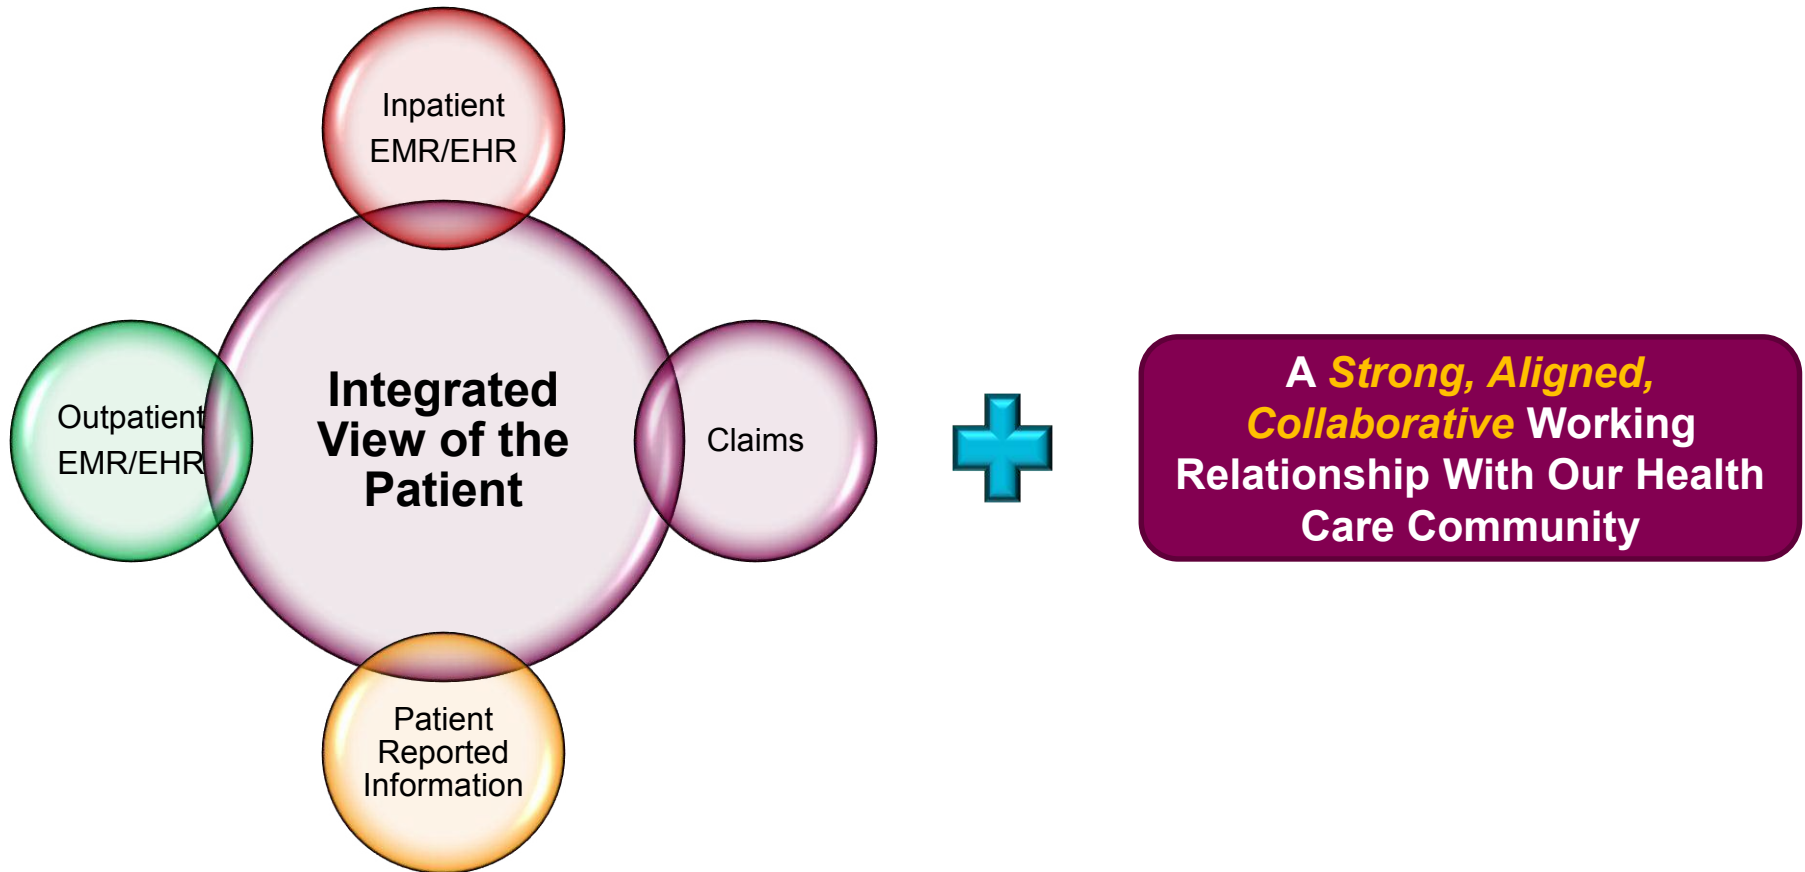 Inpatient
EMR/EHR
Outpatient
EMR/EHR
Integrated
View of the
Patient
Claims
Patient
Reported
Information
A Strong, Aligned,
Collaborative Working
Relationship With Our Health
Care Community